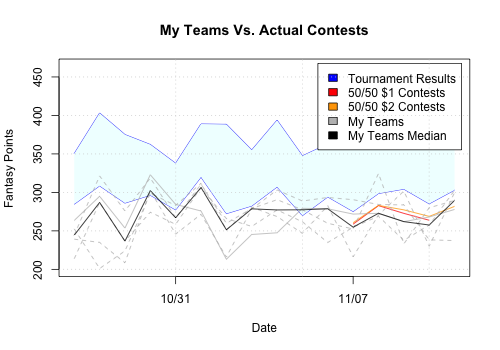 My Teams Vs. Actual Contests
Fantasy Points
450
400
350
300
250
200
Tournament Results
50/50 $1 Contests
50/50 $2 Contests
My Teams
My Teams Median
10/31
11/07
Date